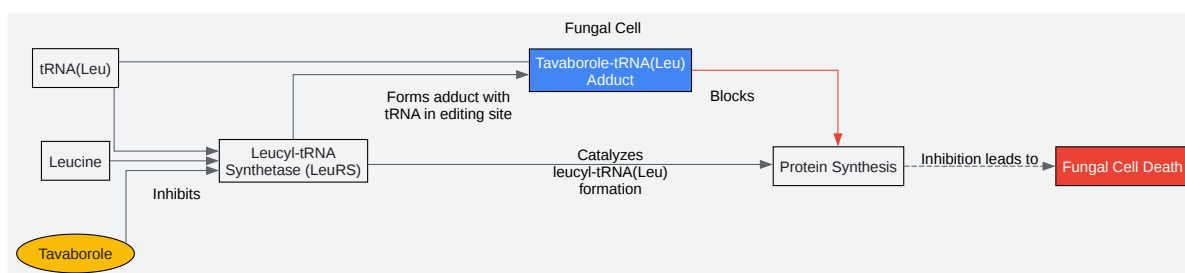 Fungal Cell
tRNA(Leu)
Tavaborole-tRNA(Leu)
Adduct
Forms adduct with
tRNA in editing site
Blocks
Leucine
Leucyl-tRNA
Synthetase (LeuRS)
Inhibits
Catalyzes
leucyl-tRNA(Leu)
formation
Protein Synthesis
Inhibition leads to
Fungal Cell Death
Tavaborole